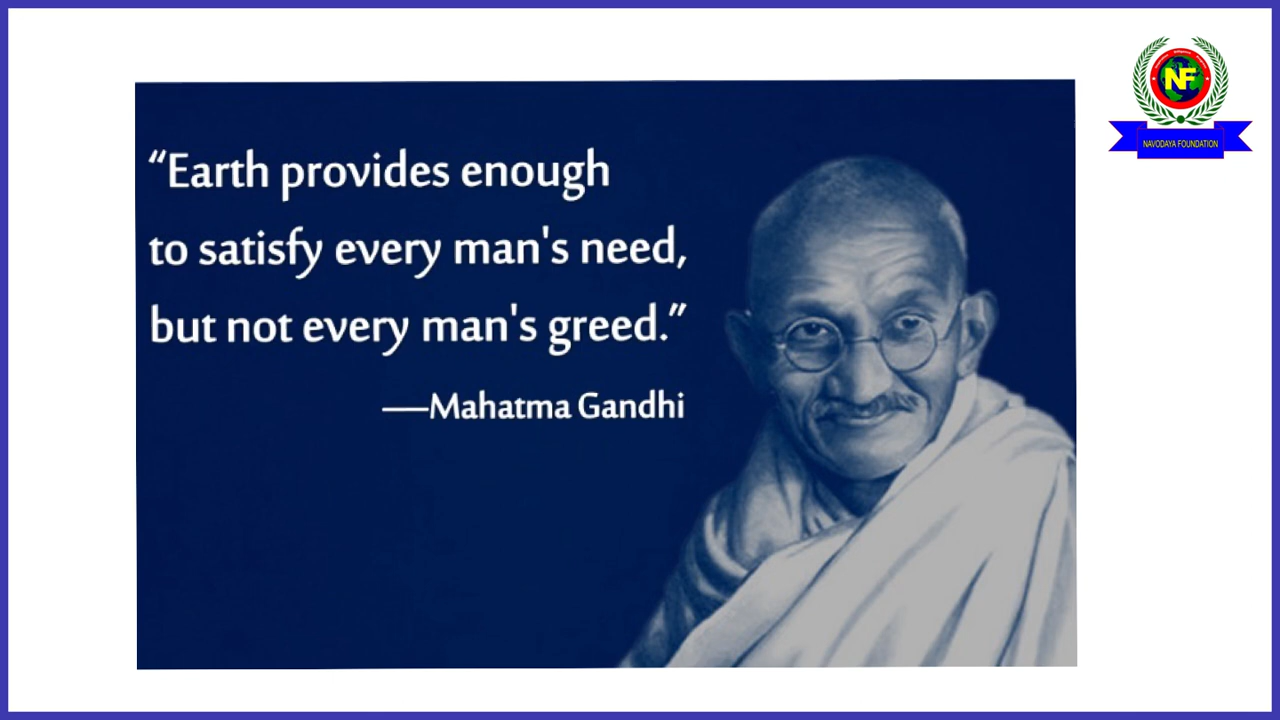 “Earth provides enough
to satisfy every man's need,
but not every man's greed.”
—Mahatma Gandhi
NF
NAVODAYA FOUNDATION